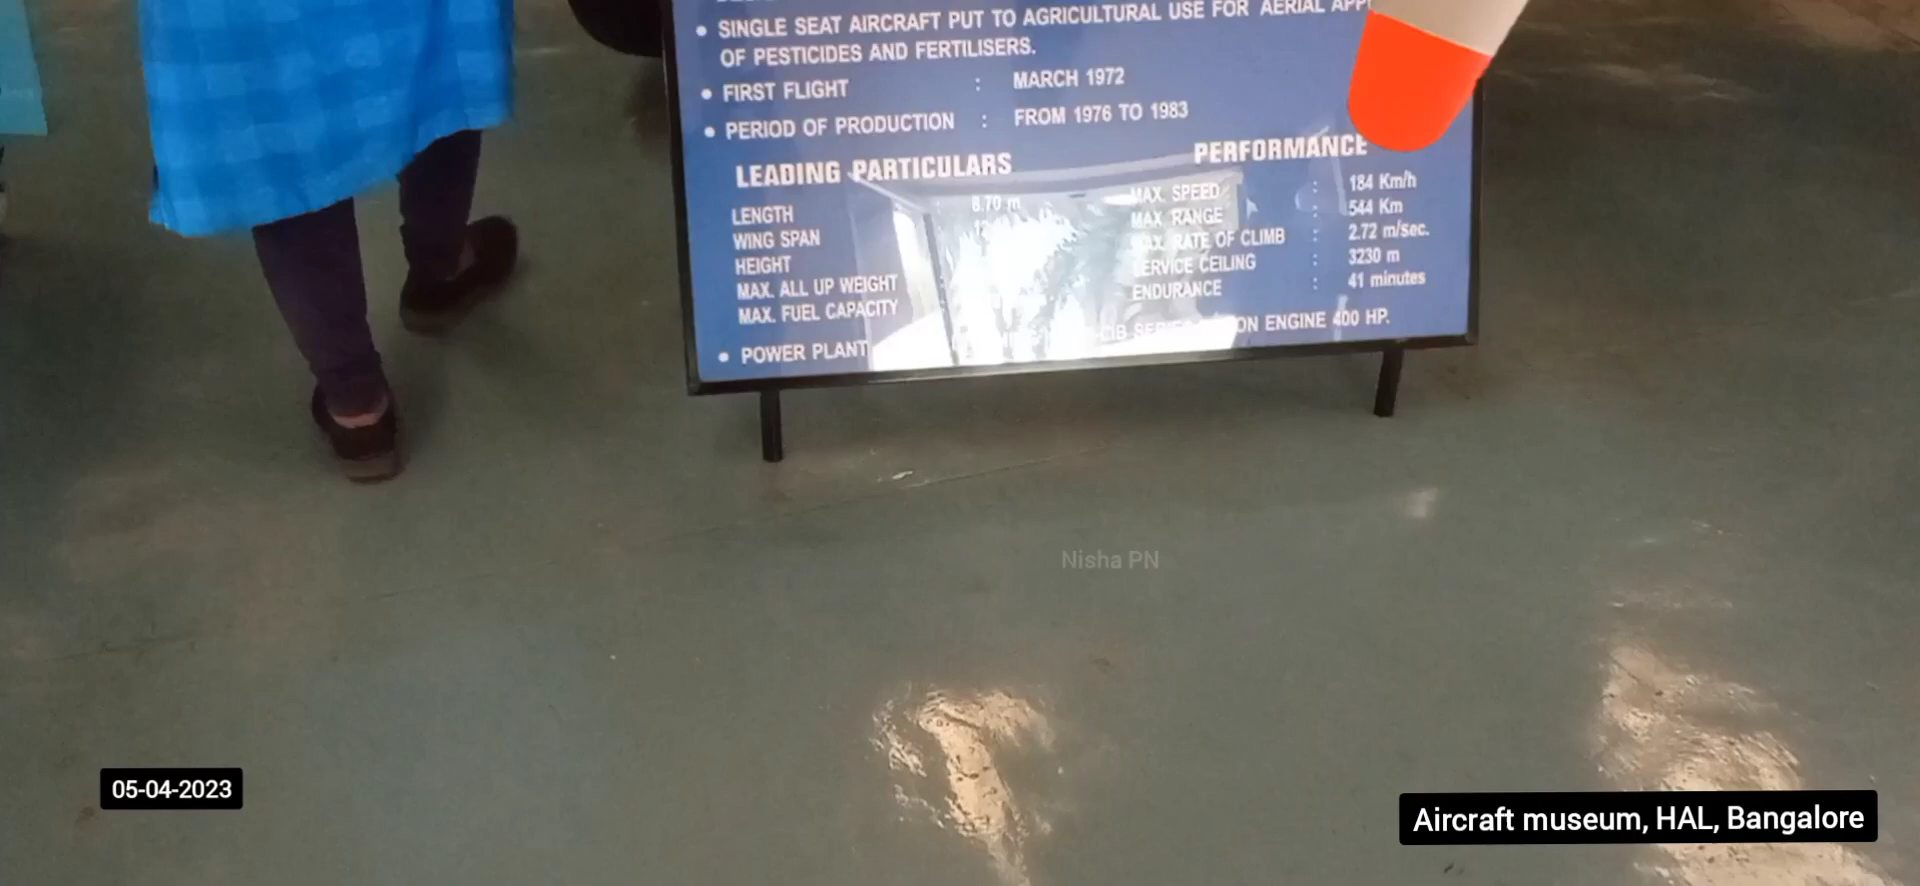 • SINGLE SEAT AIRCRAFT PUT TO AGRICULTURAL USE FOR AERIAL
OF PESTICIDES AND FERTILISERS.
• FIRST FLIGHT : MARCH 1972
• PERIOD OF PRODUCTION : FROM 1976 TO 1983
LEADING PARTICULARS
LENGTH 8.70 m
WING SPAN
HEIGHT
MAX. ALL UP WEIGHT
MAX. FUEL CAPACITY
PERFORMANCE
MAX. SPEED : 184 Km/h
MAX. RANGE : 544 Km
MAX. RATE OF CLIMB : 2.72 m/sec.
SERVICE CEILING : 3230 m
ENDURANCE : 41 minutes
• POWER PLANT ENGINE 400 HP.
Nisha PN
05-04-2023
Aircraft museum, HAL, Bangalore